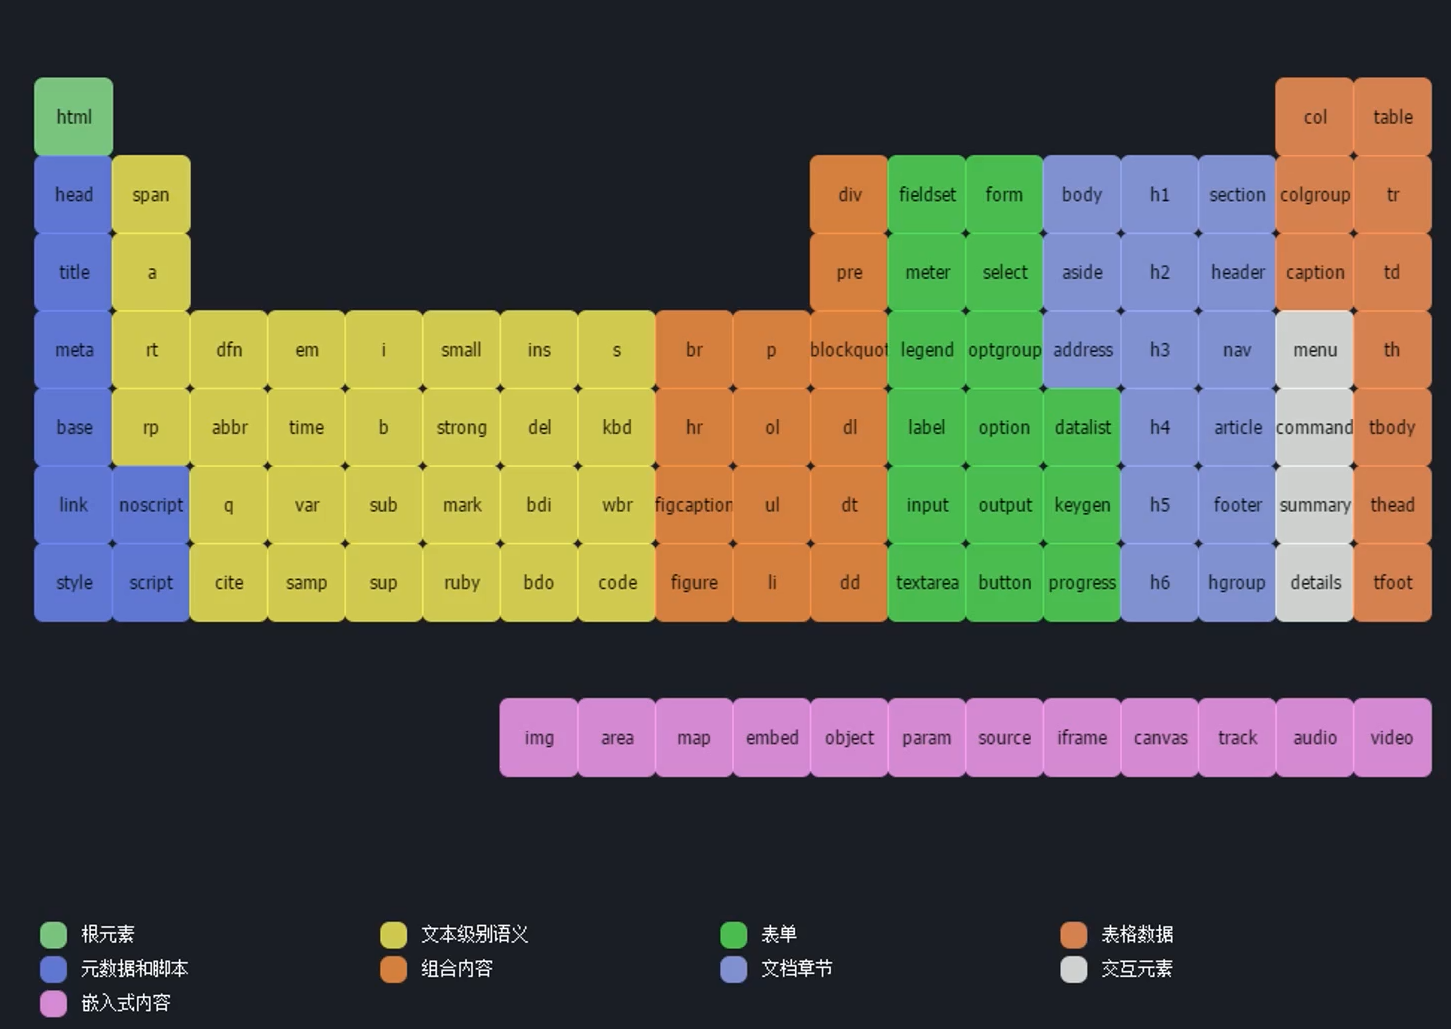 html col table
head span div fieldset form body h1 section colgroup tr
title a pre meter select aside h2 header caption td
meta rt dfn em i small ins s br p blockquot legend optgroup address h3 nav menu th
base rp abbr time b strong del kbd hr ol dl label option datalist h4 article command tbody
link noscript q var sub mark bdi wbr figcaption ul dt input output keygen h5 footer summary thead
style script cite samp sup ruby bdo code figure li dd textarea button progress h6 hgroup details tfoot
img area map embed object param source iframe canvas track audio video
根元素 文本级别语义 表单 表格数据
元数据和脚本 组合内容 文档章节 交互元素
嵌入式内容